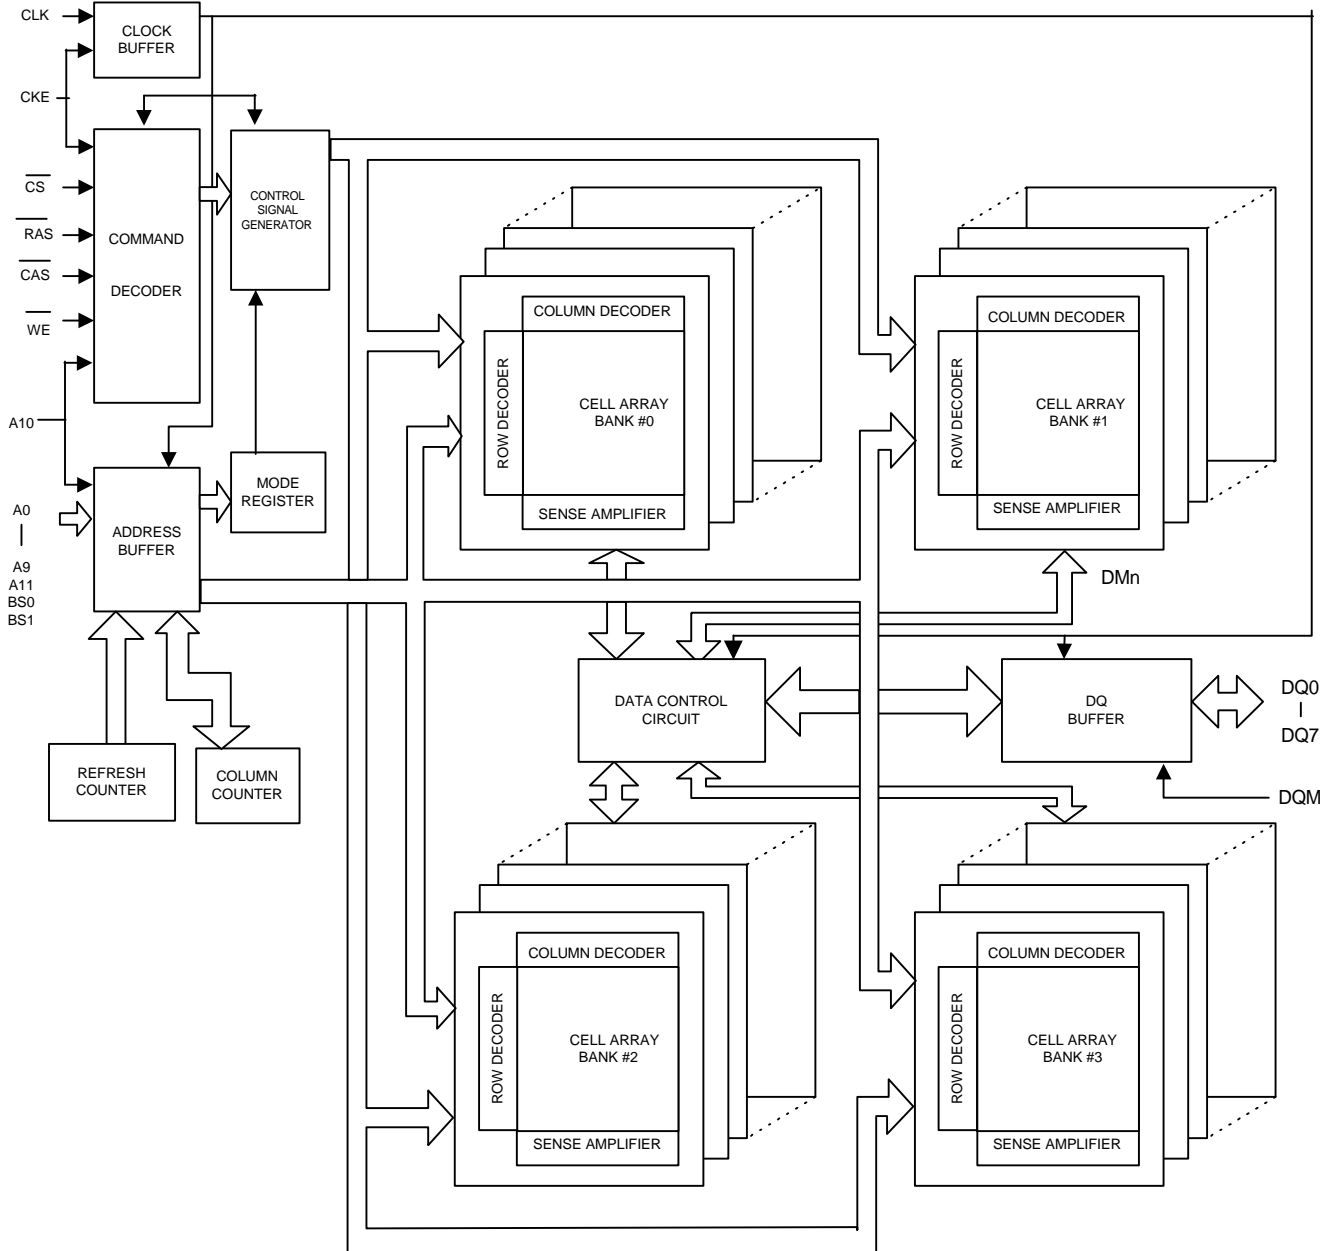 CLK
CLOCK
BUFFER
CKE
CS
RAS
CAS
WE
COMMAND
DECODER
CONTROL
SIGNAL
GENERATOR
A10
MODE
REGISTER
A0
A9
A11
BS0
BS1
ADDRESS
BUFFER
REFRESH
COUNTER
COLUMN
COUNTER
COLUMN DECODER
ROW DECODER
CELL ARRAY
BANK #0
SENSE AMPLIFIER
COLUMN DECODER
ROW DECODER
CELL ARRAY
BANK #1
SENSE AMPLIFIER
DMn
DATA CONTROL
CIRCUIT
DQ
BUFFER
DQ0
DQ7
DQM
COLUMN DECODER
ROW DECODER
CELL ARRAY
BANK #2
SENSE AMPLIFIER
COLUMN DECODER
ROW DECODER
CELL ARRAY
BANK #3
SENSE AMPLIFIER